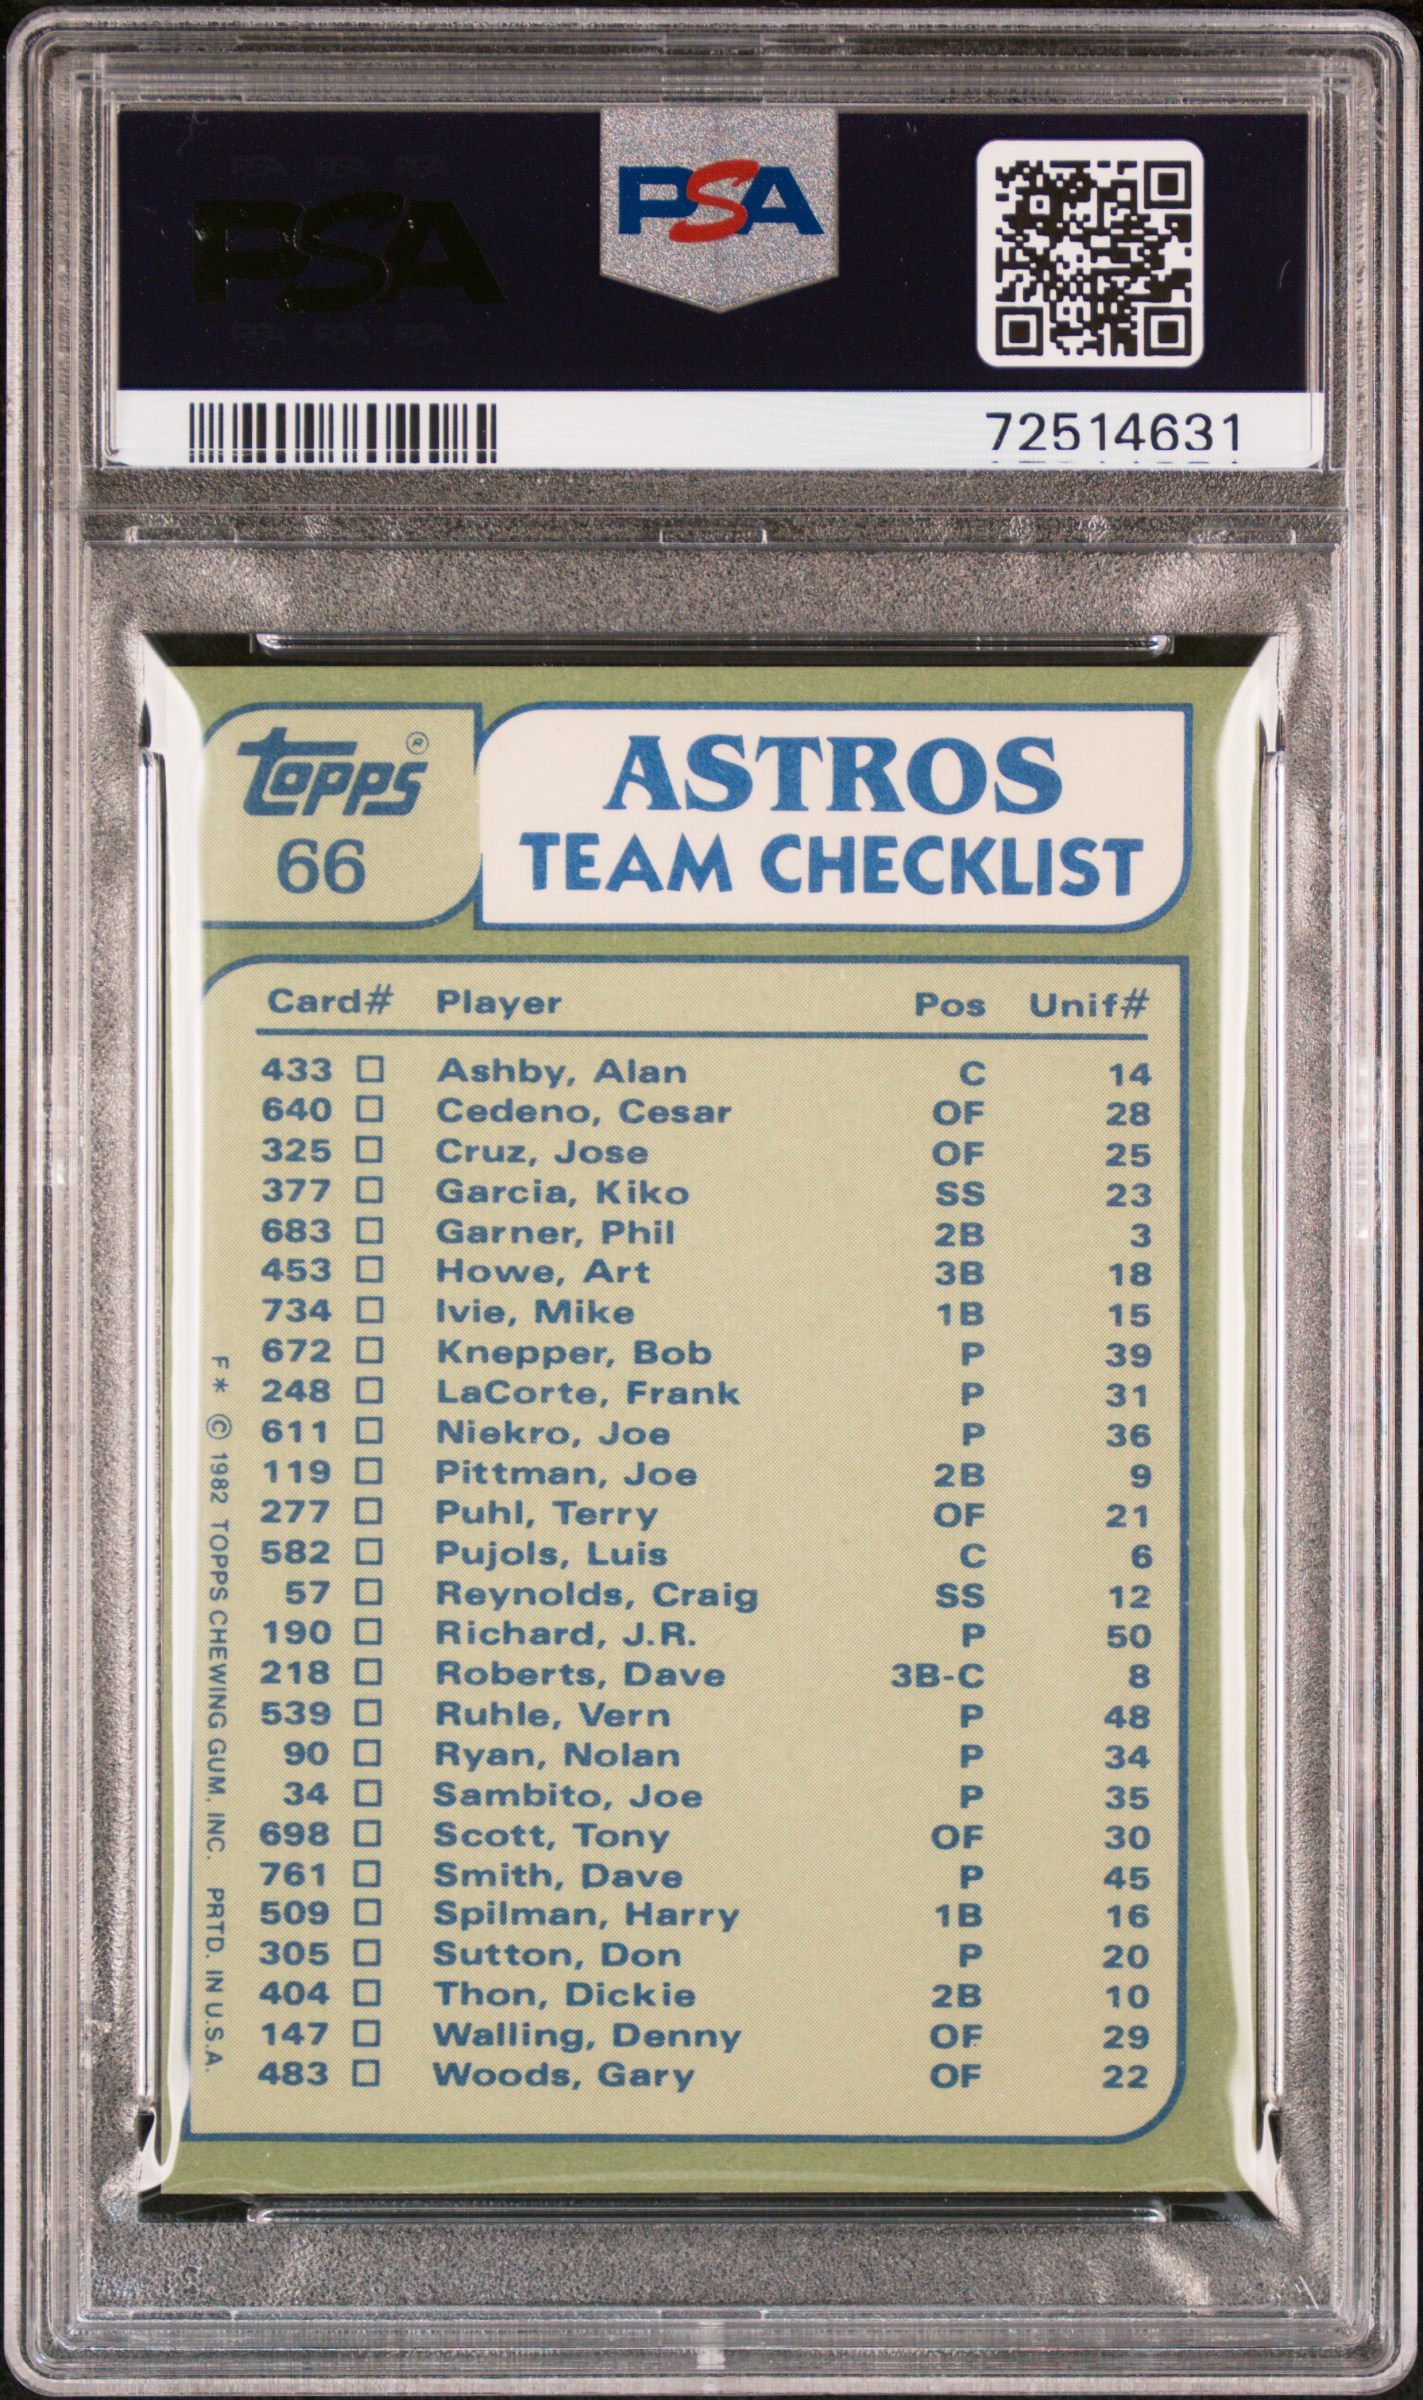 PSA PSA PSA
PSA
PSA PSA PSA
PSA
72514631
topps®
66
ASTROS
TEAM CHECKLIST
Card# Player Pos Unif#
433 Ashby, Alan C 14
640 Cedeno, Cesar OF 28
325 Cruz, Jose OF 25
377 Garcia, Kiko SS 23
683 Garner, Phil 2B 3
453 Howe, Art 3B 18
734 Ivie, Mike 1B 15
672 Knepper, Bob P 39
248 LaCorte, Frank P 31
611 Niekro, Joe P 36
119 Pittman, Joe 2B 9
277 Puhl, Terry OF 21
582 Pujols, Luis C 6
57 Reynolds, Craig SS 12
190 Richard, J.R. P 50
218 Roberts, Dave 3B-C 8
539 Ruhle, Vern P 48
90 Ryan, Nolan P 34
34 Sambito, Joe P 35
698 Scott, Tony OF 30
761 Smith, Dave P 45
509 Spilman, Harry 1B 16
305 Sutton, Don P 20
404 Thon, Dickie 2B 10
147 Walling, Denny OF 29
483 Woods, Gary OF 22
F* © 1982 TOPPS CHEWING GUM, INC. PRTD. IN U.S.A.